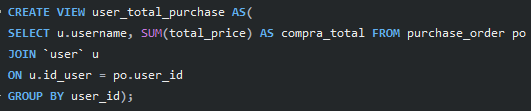 CREATE VIEW user_total_purchase AS(
SELECT u.username, SUM(total_price) AS compra_total FROM purchase_order po
JOIN `user` u
ON u.id_user = po.user_id
GROUP BY user_id);